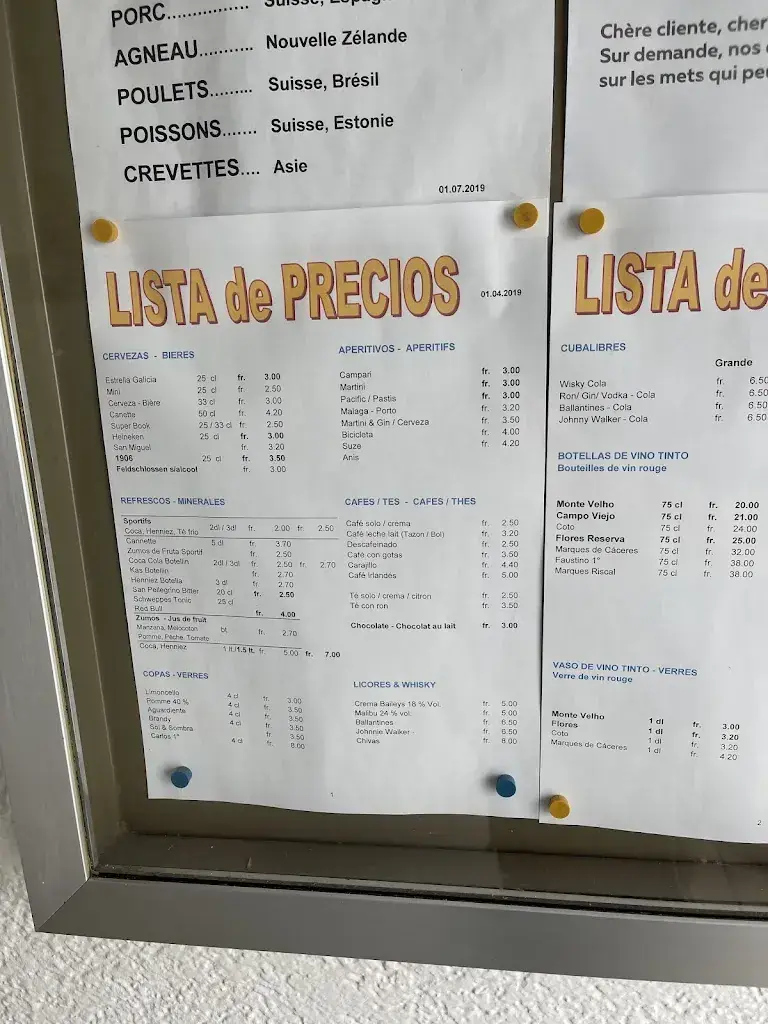 PORC............... Suisse,
AGNEAU........... Nouvelle Zélande
POULETS......... Suisse, Brésil
POISSONS....... Suisse, Estonie
CREVETTES.... Asie
01.07.2019
Chère cliente, cher
Sur demande, nos
sur les mets qui
LISTA de PRECIOS 01.04.2019
CERVEZAS - BIERES
Estrella Galicia 25 cl fr. 3.00
Mini 25 cl fr. 2.50
Cerveza - Bière 33 cl fr. 3.00
Canette 50 cl fr. 4.20
Super Book 25 / 33 cl fr. 2.50
Heineken 25 cl fr. 3.00
San Miguel fr. 3.20
1906 25 cl fr. 3.50
Feldschlossen sialcool fr. 3.00
APERITIVOS - APERITIFS
Campari fr. 3.00
Martini fr. 3.00
Pacific / Pastis fr. 3.00
Malaga - Porto fr. 3.20
Martini & Gin / Cerveza fr. 3.50
Bicicleta fr. 4.00
Suze fr. 4.20
Anis
REFRESCOS - MINERALES
Sportifs
Coca, Henniez, Té frio 2dl / 3dl fr. 2.00 fr. 2.50
Cannette 5 dl fr. 3.70
Zumos de Fruta Sportif fr. 2.50
Coca Cola Botellin 2dl / 3dl fr. 2.50 fr. 2.70
Kas Botellin fr. 2.70
Henniez Botella 3 dl fr. 2.70
San Pellegrino Bitter 20 cl fr. 2.50
Schweppes Tonic 25 cl
Red Bull fr. 4.00
Zumos - Jus de fruit
Manzana, Melocoton bt fr. 2.70
Pomme, Pêche, Tomato
Coca, Henniez 1 lt./1.5 lt. fr. 5.00 fr. 7.00
CAFES / TES - CAFES / THES
Café solo / crema fr. 2.50
Café leche lait (Tazon / Bol) fr. 3.20
Descafeinado fr. 2.50
Café con gotas fr. 3.50
Carajillo fr. 4.40
Café Irlandés fr. 5.00
Té solo / crema / citron fr. 2.50
Té con ron fr. 3.50
Chocolate - Chocolat au lait fr. 3.00
COPAS - VERRES
Limoncello 4 cl fr. 3.00
Pomme 40 % 4 cl fr. 3.50
Aguardiente 4 cl fr. 3.50
Brandy 4 cl fr. 3.50
Sol & Sombra fr 3.50
Carlos 1° 4 cl fr. 8.00
LICORES & WHISKY
Crema Baileys 18 % Vol. fr. 5.00
Malibu 24 % vol. fr. 5.00
Ballantines fr. 6.50
Johnnie Walker - fr. 6.50
Chivas fr. 8.00
1
LISTA de
CUBALIBRES
Grande
Wisky Cola fr. 6.50
Ron/ Gin/ Vodka - Cola fr. 6.50
Ballantines - Cola fr. 6.50
Johnny Walker - Cola fr. 6.50
BOTELLAS DE VINO TINTO
Bouteilles de vin rouge
Monte Velho 75 cl fr. 20.00
Campo Viejo 75 cl fr. 21.00
Coto 75 cl fr. 24.00
Flores Reserva 75 cl fr. 25.00
Marques de Cáceres 75 cl fr. 32.00
Faustino 1° 75 cl fr. 38.00
Marques Riscal 75 cl fr. 38.00
VASO DE VINO TINTO - VERRES
Verre de vin rouge
Monte Velho 1 dl fr. 3.00
Flores 1 dl fr. 3.20
Coto 1 dl fr. 3.20
Marques de Cáceres 1 dl fr. 4.20
2